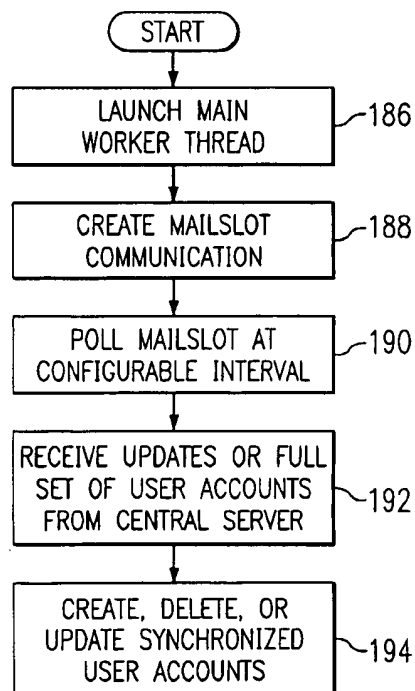 START
LAUNCH MAIN
WORKER THREAD
186
CREATE MAILSLOT
COMMUNICATION
188
POLL MAILSLOT AT
CONFIGURABLE INTERVAL
190
RECEIVE UPDATES OR FULL
SET OF USER ACCOUNTS
FROM CENTRAL SERVER
192
CREATE, DELETE, OR
UPDATE SYNCHRONIZED
USER ACCOUNTS
194